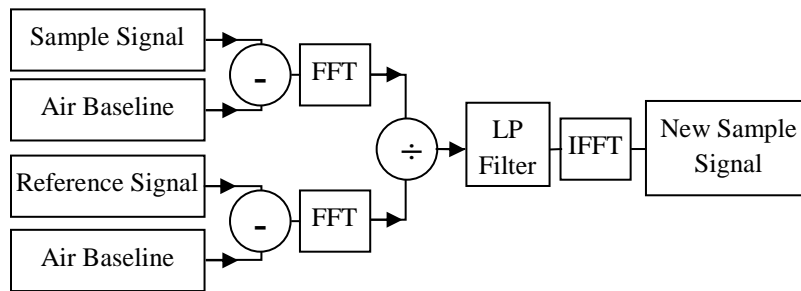 Sample Signal
Air Baseline
-
FFT
Reference Signal
Air Baseline
-
FFT
÷
LP
Filter
IFFT
New Sample
Signal